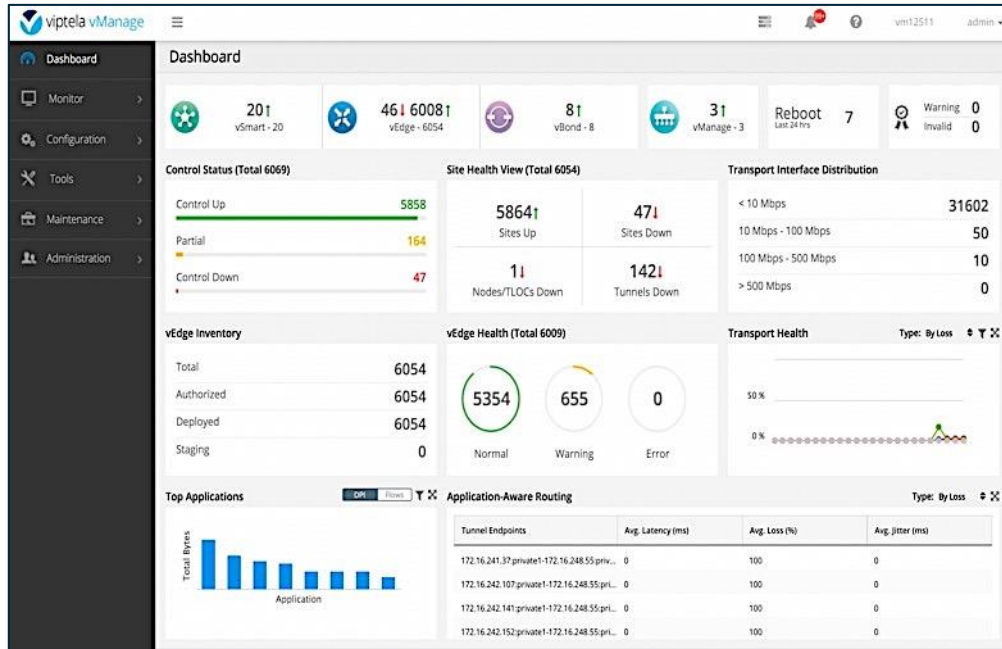 viptela vManage
99+
vm12511
admin
Dashboard
Monitor
Configuration
Tools
Maintenance
Administration
Dashboard
20
vSmart - 20
46 6008
vEdge - 6054
8
vBond - 8
3
vManage - 3
Reboot
Last 24 hrs
7
Warning 0
Invalid 0
Control Status (Total 6069)
Control Up 5858
Partial 164
Control Down 47
Site Health View (Total 6054)
5864
Sites Up
47
Sites Down
1
Nodes/TLOCs Down
142
Tunnels Down
Transport Interface Distribution
< 10 Mbps 31602
10 Mbps - 100 Mbps 50
100 Mbps - 500 Mbps 10
> 500 Mbps 0
vEdge Inventory
Total 6054
Authorized 6054
Deployed 6054
Staging 0
vEdge Health (Total 6009)
5354
Normal
655
Warning
0
Error
Transport Health
Type: By Loss
50 %
0 %
Top Applications
DPI Flows
Total Bytes
Application
Application-Aware Routing
Type: By Loss
Tunnel Endpoints Avg. Latency (ms) Avg. Loss (%) Avg. Jitter (ms)
172.16.241.37:private1-172.16.248.55:priv... 0 100 0
172.16.242.107:private1-172.16.248.55:pri... 0 100 0
172.16.242.141:private1-172.16.248.55:pri... 0 100 0
172.16.242.152:private1-172.16.248.55:pri... 0 100 0